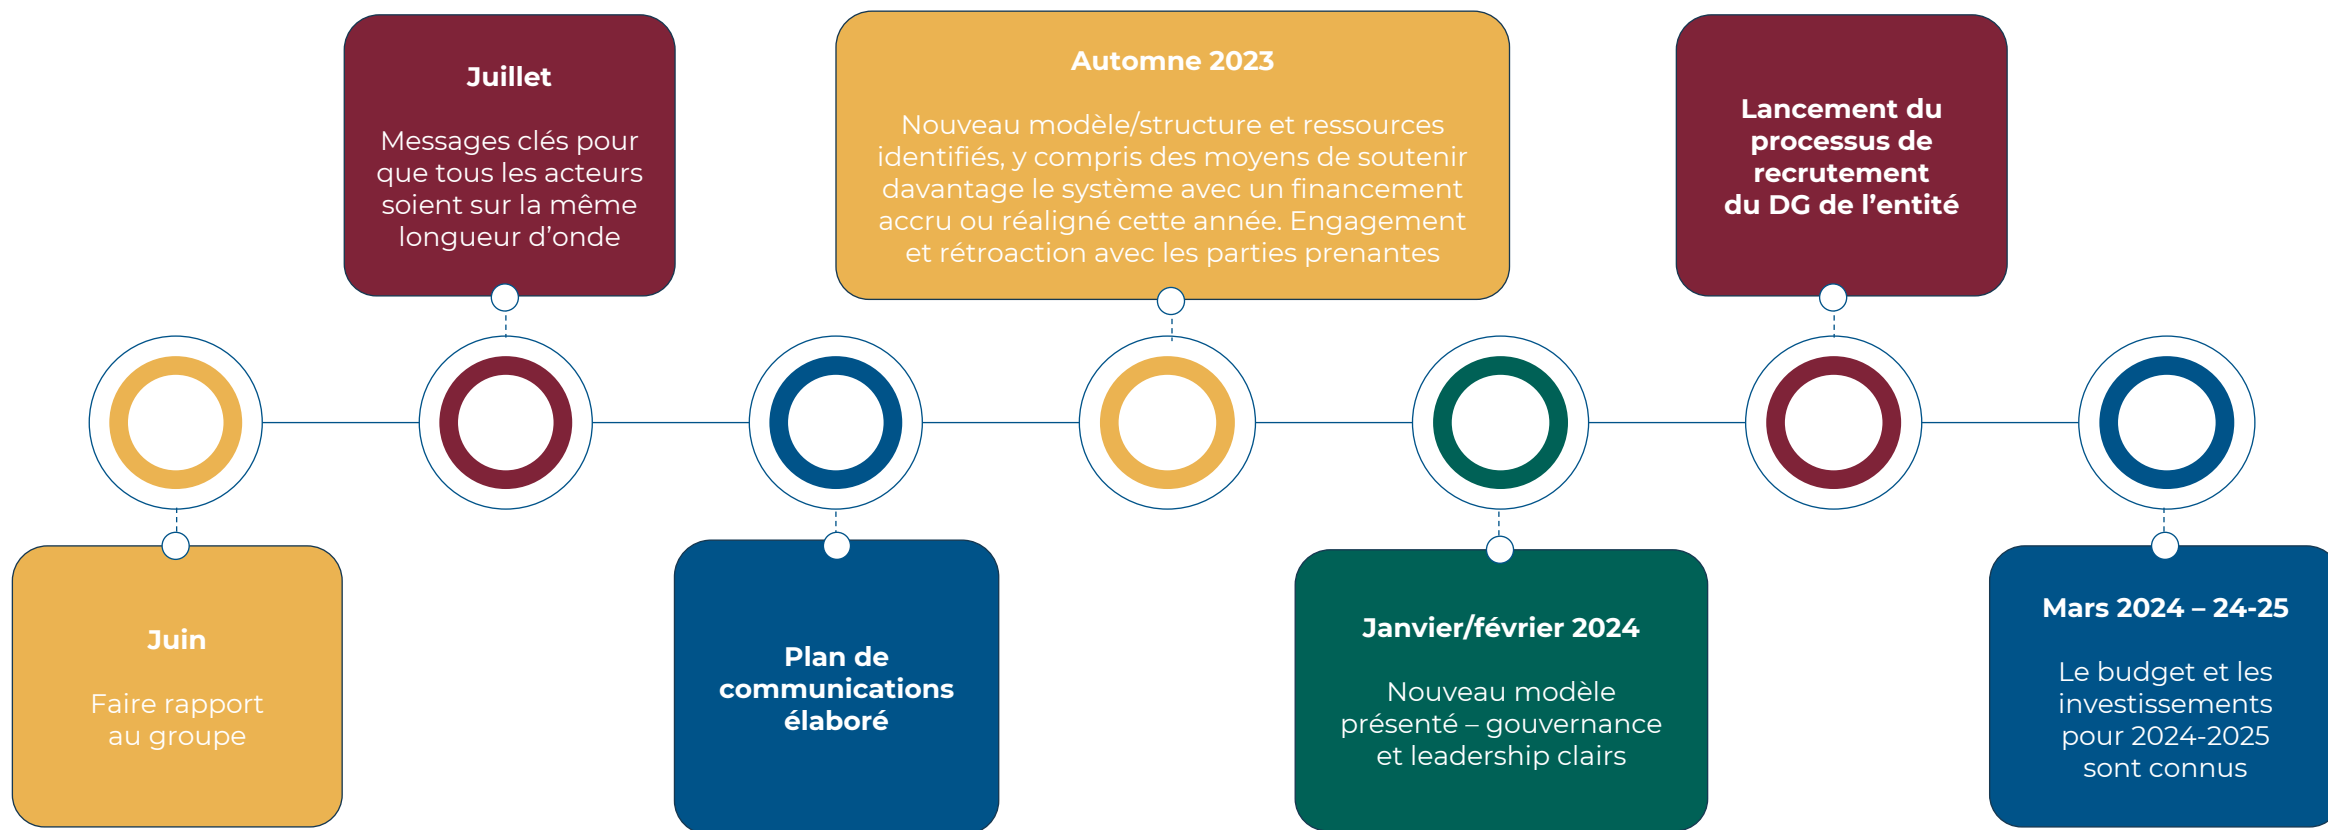 Juin
Faire rapport
au groupe
Juillet
Messages clés pour
que tous les acteurs
soient sur la même
longueur d’onde
Plan de
communications
élaboré
Automne 2023
Nouveau modèle/structure et ressources
identifiés, y compris des moyens de soutenir
davantage le système avec un financement
accru ou réaligné cette année. Engagement
et rétroaction avec les parties prenantes
Janvier/février 2024
Nouveau modèle
présenté – gouvernance
et leadership clairs
Lancement du
processus de
recrutement
du DG de l’entité
Mars 2024 – 24-25
Le budget et les
investissements
pour 2024-2025
sont connus